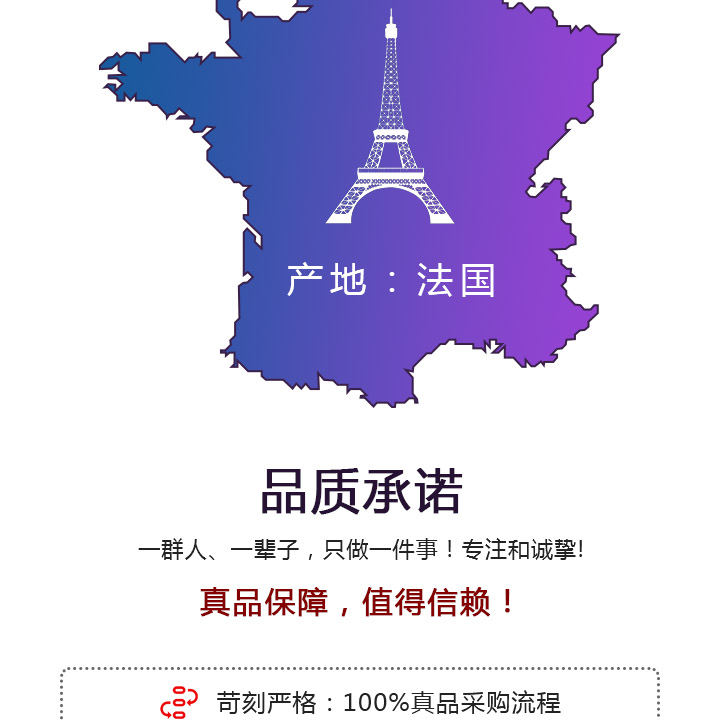 产地：法国
品质承诺
一群人、一辈子，只做一件事！专注和诚挚!
真品保障，值得信赖！
苛刻严格：100%真品采购流程